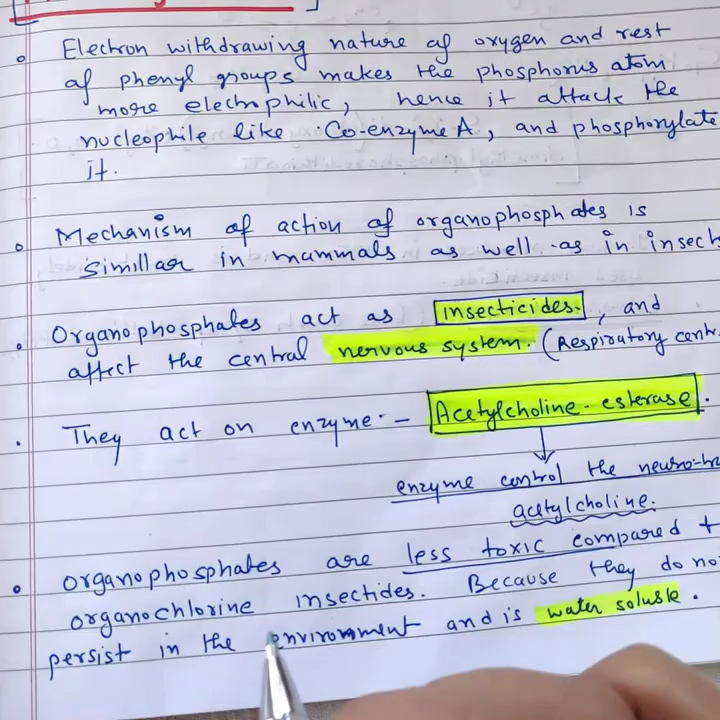 Electron withdrawing nature of oxygen and rest
of phenyl groups makes the phosphorus atom
more electrophilic, hence it attack the
nucleophile like Co-enzyme A, and phosphorylate
it.
Mechanism of action of organophosphates is
simillar in mammals as well as in insect
Organophosphates act as insecticides. , and
affect the central nervous system. (Respiratory centr
They act on enzyme - Acetylcholine esterase.
enzyme control the neuro-tra
acetylcholine.
organophosphates are less toxic compared t
organochlorine insectides. Because they do no
persist in the environment and is water soluble.